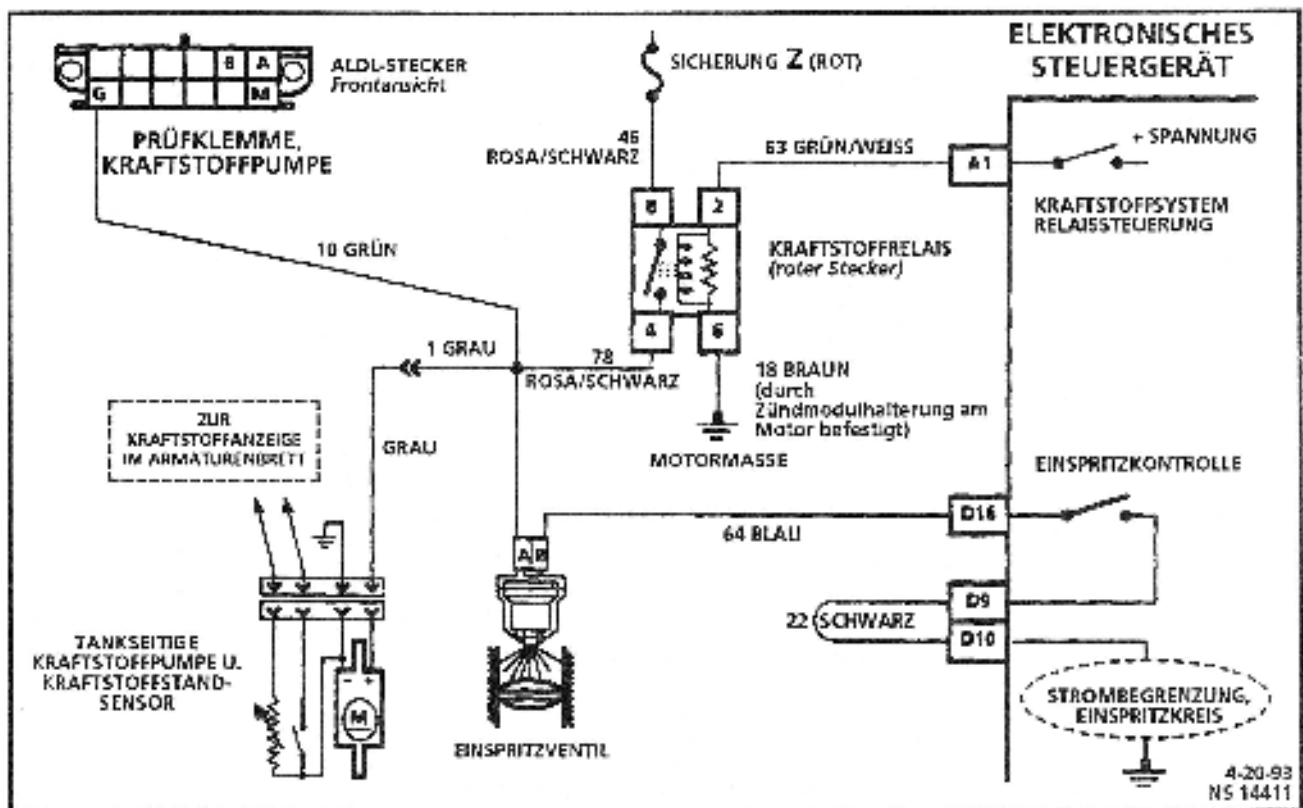 B A
G M
ALDL-STECKER
Frontansicht
PRÜFKLEMME,
KRAFTSTOFFPUMPE
SICHERUNG Z (ROT)
ELEKTRONISCHES
STEUERGERÄT
46
ROSA/SCHWARZ
63 GRÜN/WEISS
A1
+ SPANNUNG
KRAFTSTOFFSYSTEM
RELAISSTEUERUNG
8 2
KRAFTSTOFFRELAIS
(roter Stecker)
4 6
10 GRÜN
1 GRAU
78
ROSA/SCHWARZ
18 BRAUN
(durch
Zündmodulhalterung am
Motor befestigt)
MOTORMASSE
ZUR
KRAFTSTOFFANZEIGE
IM ARMATURENBRETT
GRAU
EINSPRITZKONTROLLE
D16
64 BLAU
A B
D9
22 SCHWARZ
D10
TANKSEITIGE
KRAFTSTOFFPUMPE U.
KRAFTSTOFFSTAND-
SENSOR
- +
M
EINSPRITZVENTIL
STROMBEGRENZUNG,
EINSPRITZKREIS
4-20-93
NS 14411